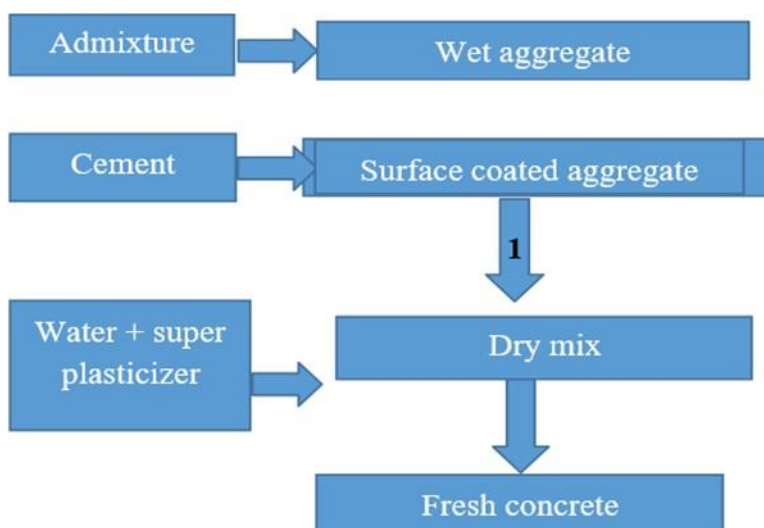 Admixture
Wet aggregate
Cement
Surface coated aggregate
1
Water + super
plasticizer
Dry mix
Fresh concrete